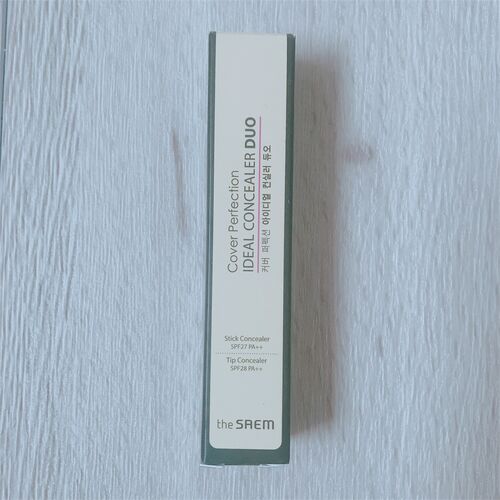 Cover Perfection
IDEAL CONCEALER DUO
커버 퍼펙션 아이디얼 컨실러 듀오
Stick Concealer
SPF27 PA++
Tip Concealer
SPF28 PA++
the SAEM